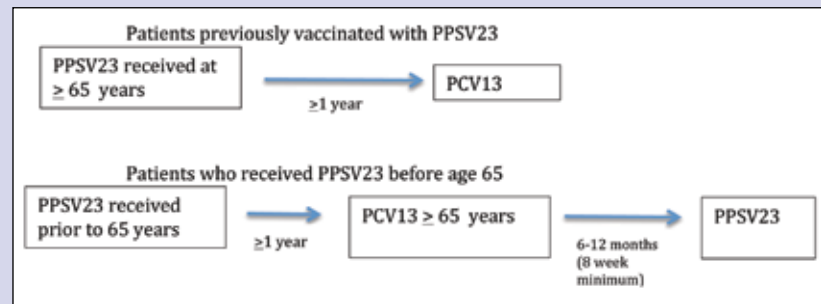 Patients previously vaccinated with PPSV23
PPSV23 received at
≥ 65 years
≥1 year
PCV13
Patients who received PPSV23 before age 65
PPSV23 received
prior to 65 years
≥1 year
PCV13 ≥ 65 years
6-12 months
(8 week
minimum)
PPSV23